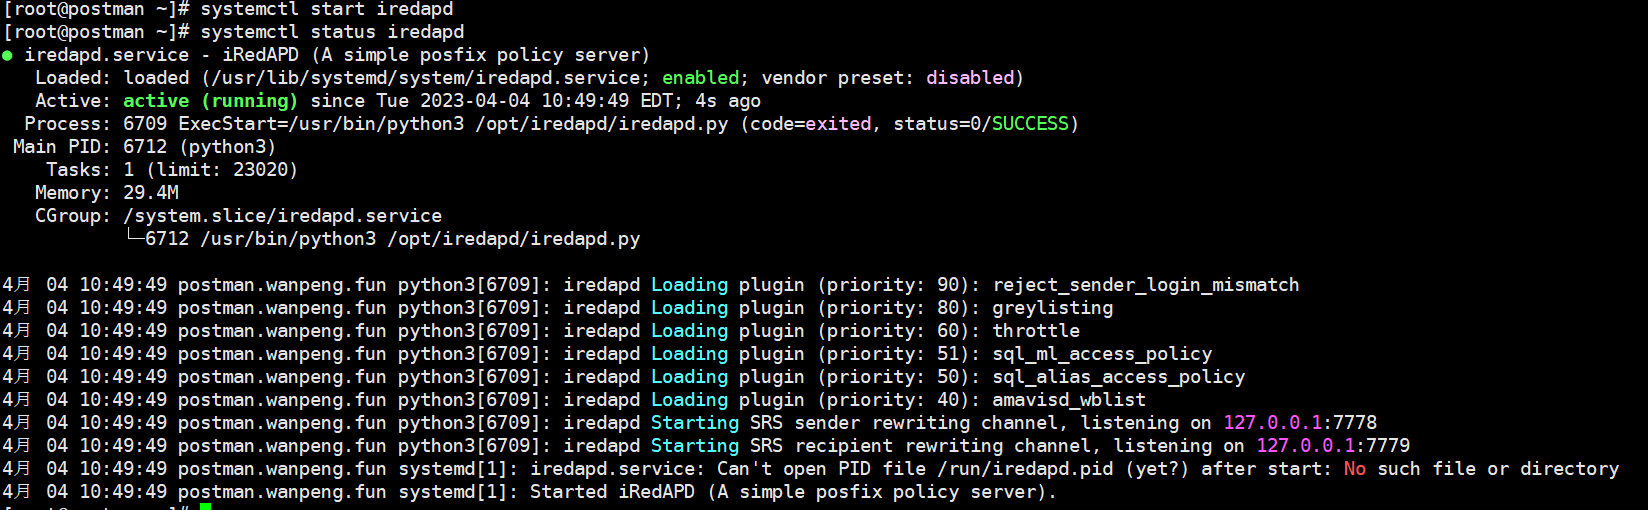 [root@postman ~]# systemctl start iredapd
[root@postman ~]# systemctl status iredapd
● iredapd.service - iRedAPD (A simple posfix policy server)
   Loaded: loaded (/usr/lib/systemd/system/iredapd.service; enabled; vendor preset: disabled)
   Active: active (running) since Tue 2023-04-04 10:49:49 EDT; 4s ago
  Process: 6709 ExecStart=/usr/bin/python3 /opt/iredapd/iredapd.py (code=exited, status=0/SUCCESS)
 Main PID: 6712 (python3)
    Tasks: 1 (limit: 23020)
   Memory: 29.4M
   CGroup: /system.slice/iredapd.service
           └─6712 /usr/bin/python3 /opt/iredapd/iredapd.py

4月 04 10:49:49 postman.wanpeng.fun python3[6709]: iredapd Loading plugin (priority: 90): reject_sender_login_mismatch
4月 04 10:49:49 postman.wanpeng.fun python3[6709]: iredapd Loading plugin (priority: 80): greylisting
4月 04 10:49:49 postman.wanpeng.fun python3[6709]: iredapd Loading plugin (priority: 60): throttle
4月 04 10:49:49 postman.wanpeng.fun python3[6709]: iredapd Loading plugin (priority: 51): sql_ml_access_policy
4月 04 10:49:49 postman.wanpeng.fun python3[6709]: iredapd Loading plugin (priority: 50): sql_alias_access_policy
4月 04 10:49:49 postman.wanpeng.fun python3[6709]: iredapd Loading plugin (priority: 40): amavisd_wblist
4月 04 10:49:49 postman.wanpeng.fun python3[6709]: iredapd Starting SRS sender rewriting channel, listening on 127.0.0.1:7778
4月 04 10:49:49 postman.wanpeng.fun python3[6709]: iredapd Starting SRS recipient rewriting channel, listening on 127.0.0.1:7779
4月 04 10:49:49 postman.wanpeng.fun systemd[1]: iredapd.service: Can't open PID file /run/iredapd.pid (yet?) after start: No such file or directory
4月 04 10:49:49 postman.wanpeng.fun systemd[1]: Started iRedAPD (A simple posfix policy server).
[root@postman ~]#